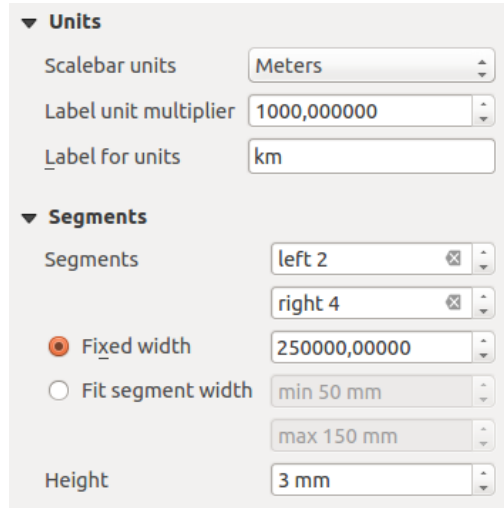 Units
Scalebar units Meters
Label unit multiplier 1000,000000
Label for units km
Segments
Segments left 2
right 4
Fixed width 250000,00000
Fit segment width min 50 mm
max 150 mm
Height 3 mm